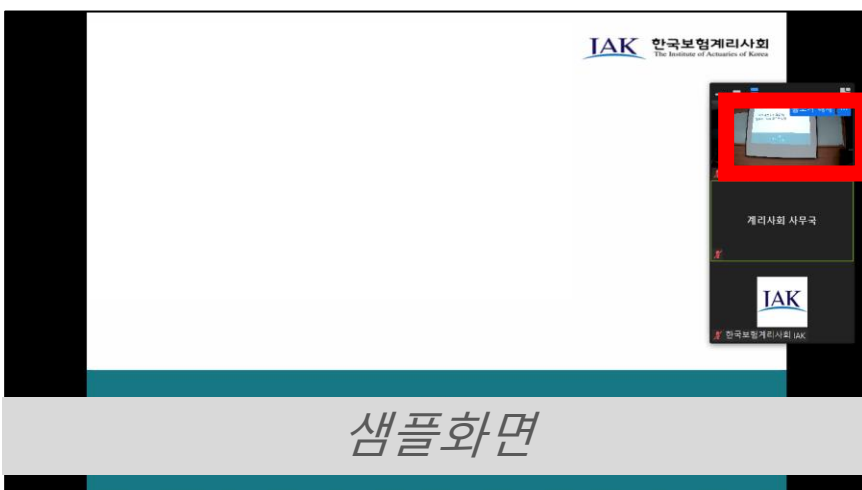 IAK 한국보험계리사회
The Institute of Actuaries of Korea
계리사회 사무국
IAK
한국보험계리사회 IAK
샘플화면